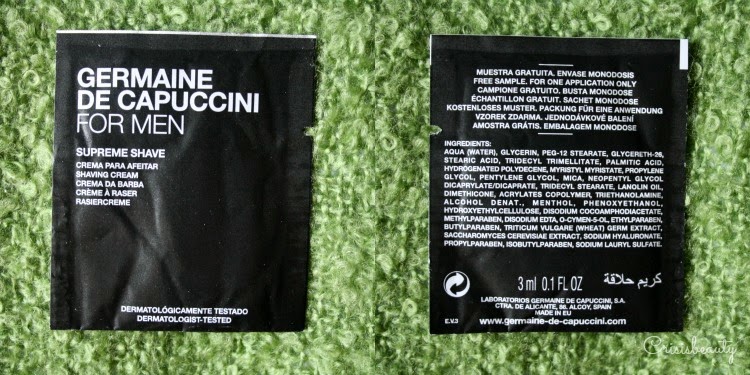 GERMAINE
DE CAPUCCINI
FOR MEN
SUPREME SHAVE
CREMA PARA AFEITAR
SHAVING CREAM
CREMA DA BARBA
CRÈME À RASER
RASIERCREME
DERMATOLÓGICAMENTE TESTADO
DERMATOLOGIST-TESTED
MUESTRA GRATUITA. ENVASE MONODOSIS
FREE SAMPLE. FOR ONE APPLICATION ONLY
CAMPIONE GRATUITO. BUSTA MONODOSE
ÉCHANTILLON GRATUIT. SACHET MONODOSE
KOSTENLOSES MUSTER. PACKUNG FÜR EINE ANWENDUNG
VZOREK ZDARMA. JEDNODÁVKOVÉ BALENÍ
AMOSTRA GRÁTIS. EMBALAGEM MONODOSE
INGREDIENTS:
AQUA (WATER), GLYCERIN, PEG-12 STEARATE, GLYCERETH-26,
STEARIC ACID, TRIDECYL TRIMELLITATE, PALMITIC ACID,
HYDROGENATED POLYDECENE, MYRISTYL MYRISTATE, PROPYLENE
GLYCOL, PENTYLENE GLYCOL, MICA, NEOPENTYL GLYCOL
DICAPRYLATE/DICAPRATE, TRIDECYL STEARATE, LANOLIN OIL,
DIMETHICONE, ACRYLATES COPOLYMER, TRIETHANOLAMINE,
ALCOHOL DENAT., MENTHOL, PHENOXYETHANOL,
HYDROXYETHYLCELLULOSE, DISODIUM COCOAMPHODIACETATE,
METHYLPARABEN, DISODIUM EDTA, O-CYMEN-5-OL, ETHYLPARABEN,
BUTYLPARABEN, TRITICUM VULGARE (WHEAT) GERM EXTRACT,
SACCHAROMYCES CEREVISIAE EXTRACT, SODIUM HYALURONATE,
PROPYLPARABEN, ISOBUTYLPARABEN, SODIUM LAURYL SULFATE.
3 ml 0.1 FL OZ كريم حلاقة
LABORATORIOS GERMAINE DE CAPUCCINI, S.A.
CTRA. DE ALICANTE, 86. ALCOY, SPAIN
MADE IN EU
E.V.3 www.germaine-de-capuccini.com
Crisisbeauty